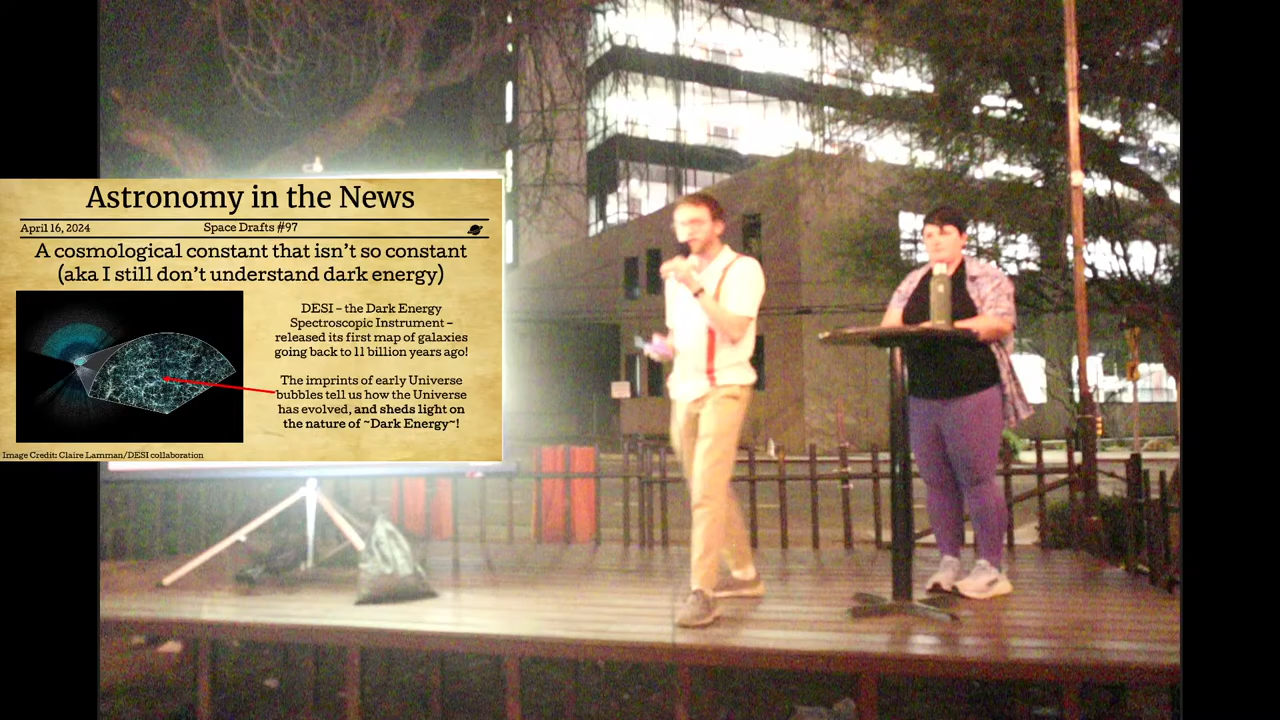 Astronomy in the News
April 16, 2024 Space Drafts #97
A cosmological constant that isn't so constant
(aka I still don't understand dark energy)
DESI – the Dark Energy
Spectroscopic Instrument –
released its first map of galaxies
going back to 11 billion years ago!
The imprints of early Universe
bubbles tell us how the Universe
has evolved, and sheds light on
the nature of ~Dark Energy~!
Image Credit: Claire Lamman/DESI collaboration